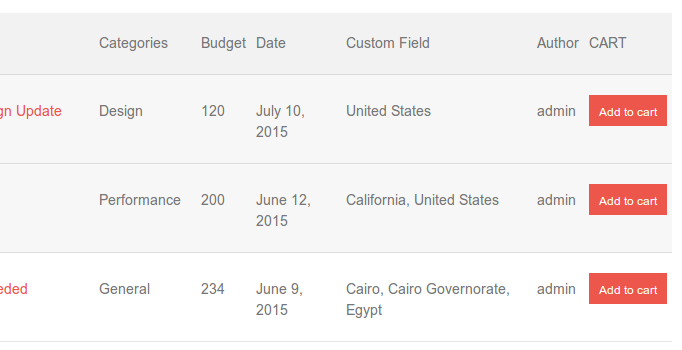 Categories Budget Date Custom Field Author CART
Update Design 120 July 10, United States admin Add to cart
2015
Performance 200 June 12, California, United States admin Add to cart
2015
General 234 June 9, Cairo, Cairo Governorate, admin Add to cart
2015 Egypt